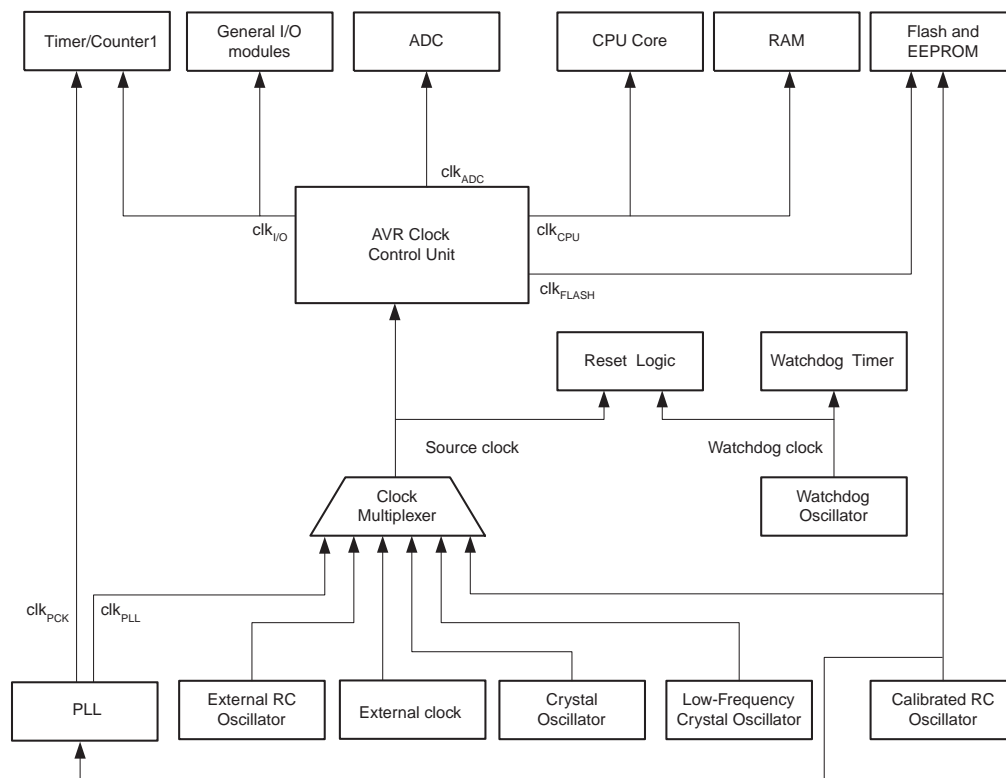 Timer/Counter1
General I/O
modules
ADC
CPU Core
RAM
Flash and
EEPROM
clkADC
clkI/O
AVR Clock
Control Unit
clkCPU
clkFLASH
Reset Logic
Watchdog Timer
Source clock
Watchdog clock
Clock
Multiplexer
Watchdog
Oscillator
clkPCK
clkPLL
PLL
External RC
Oscillator
External clock
Crystal
Oscillator
Low-Frequency
Crystal Oscillator
Calibrated RC
Oscillator